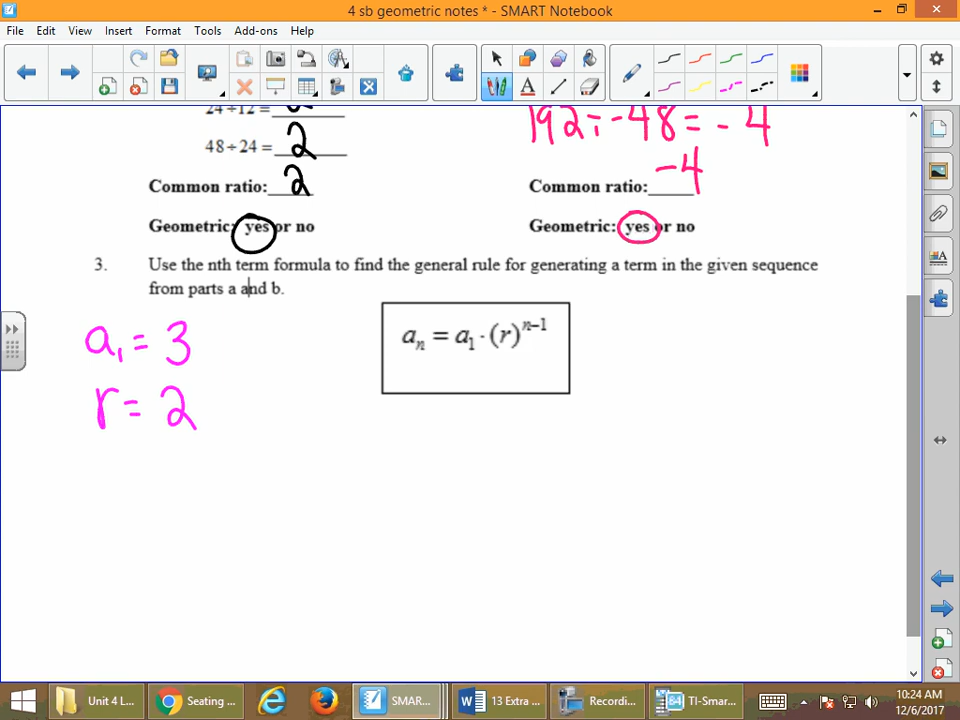 4 sb geometric notes * - SMART Notebook
File Edit View Insert Format Tools Add-ons Help
24÷12 =
48÷24 = 2
Common ratio: 2
Geometric: yes or no
192÷-48= -4
Common ratio: -4
Geometric: yes or no
3. Use the nth term formula to find the general rule for generating a term in the given sequence
from parts a and b.
aₙ = a₁ · (r)ⁿ⁻¹
a₁ = 3
r = 2
Unit 4 L...
Seating ...
SMAR...
13 Extra ...
Recordi...
TI-Smar...
10:24 AM
12/6/2017